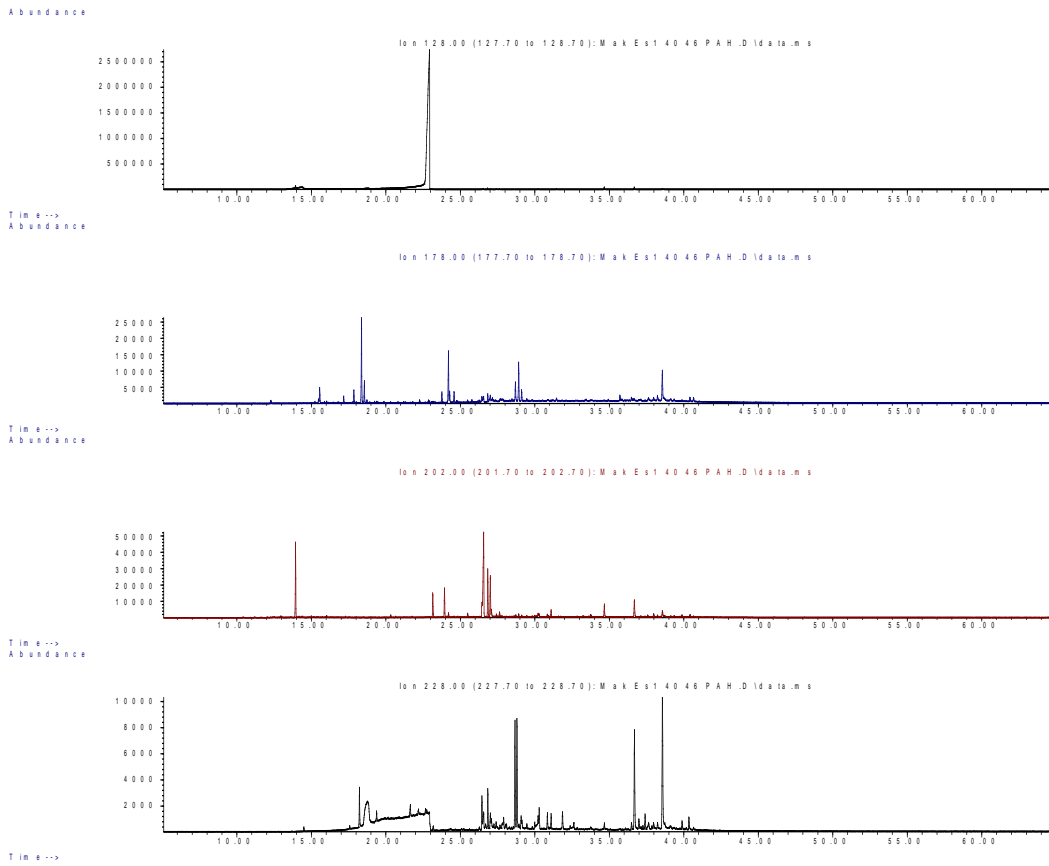 Abundance
Ion 128.00 (127.70 to 128.70): MakEs14046PAH.D\data.ms
2500000
2000000
1500000
1000000
500000
10.00 15.00 20.00 25.00 30.00 35.00 40.00 45.00 50.00 55.00 60.00
Time-->
Abundance
Ion 178.00 (177.70 to 178.70): MakEs14046PAH.D\data.ms
25000
20000
15000
10000
5000
10.00 15.00 20.00 25.00 30.00 35.00 40.00 45.00 50.00 55.00 60.00
Time-->
Abundance
Ion 202.00 (201.70 to 202.70): MakEs14046PAH.D\data.ms
50000
40000
30000
20000
10000
10.00 15.00 20.00 25.00 30.00 35.00 40.00 45.00 50.00 55.00 60.00
Time-->
Abundance
Ion 228.00 (227.70 to 228.70): MakEs14046PAH.D\data.ms
10000
8000
6000
4000
2000
10.00 15.00 20.00 25.00 30.00 35.00 40.00 45.00 50.00 55.00 60.00
Time-->